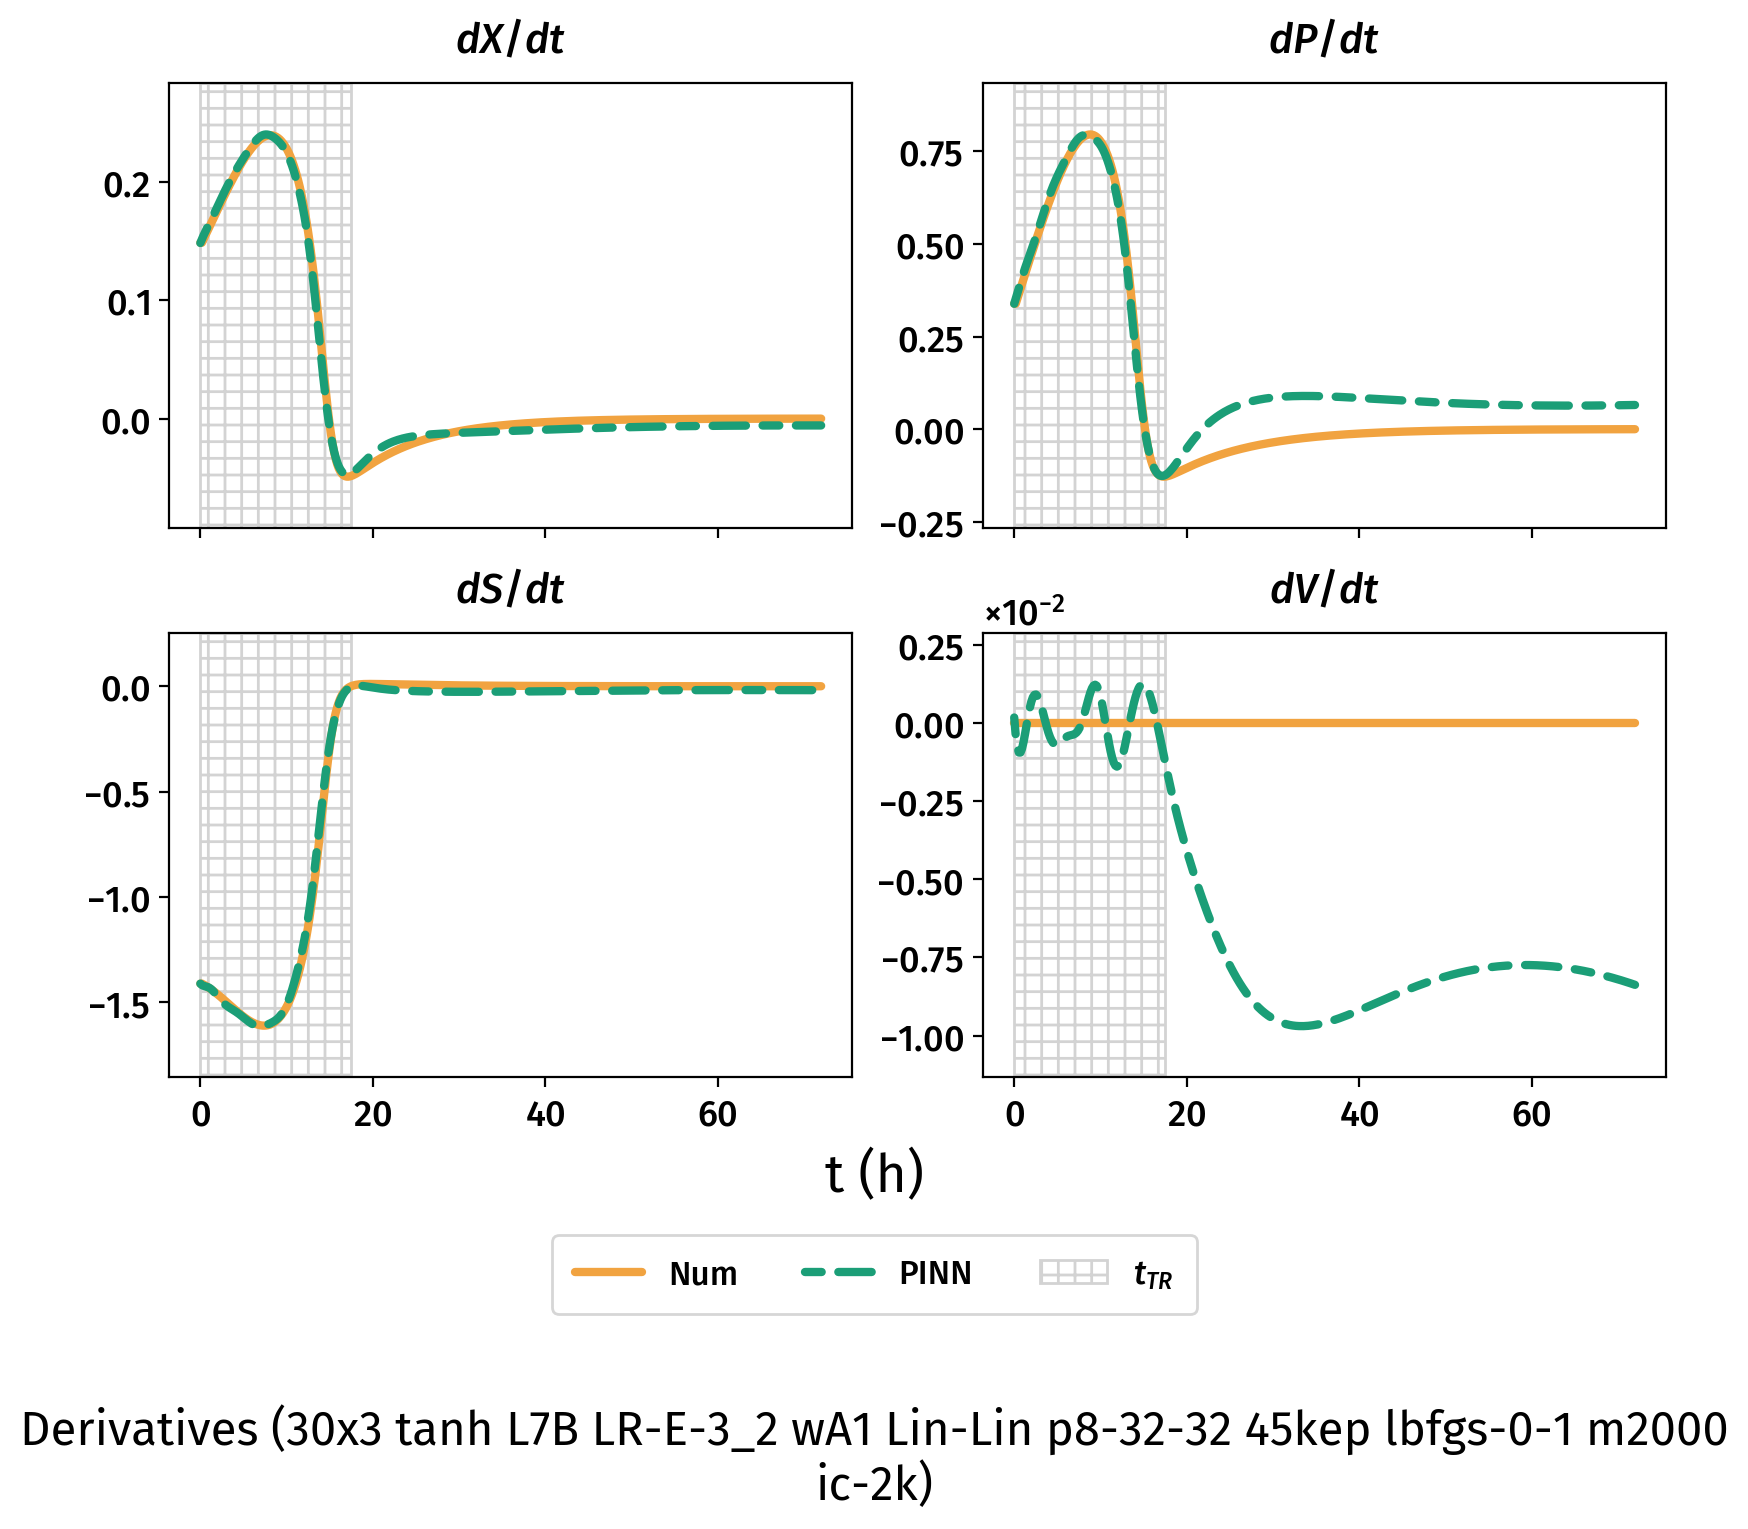 dX/dt
dP/dt
0.2
0.1
0.0
0.75
0.50
0.25
0.00
−0.25
dS/dt
dV/dt
×10⁻²
0.0
−0.5
−1.0
−1.5
0.25
0.00
−0.25
−0.50
−0.75
−1.00
0 20 40 60
0 20 40 60
t (h)
Num PINN t_TR
Derivatives (30x3 tanh L7B LR-E-3_2 wA1 Lin-Lin p8-32-32 45kep lbfgs-0-1 m2000
ic-2k)